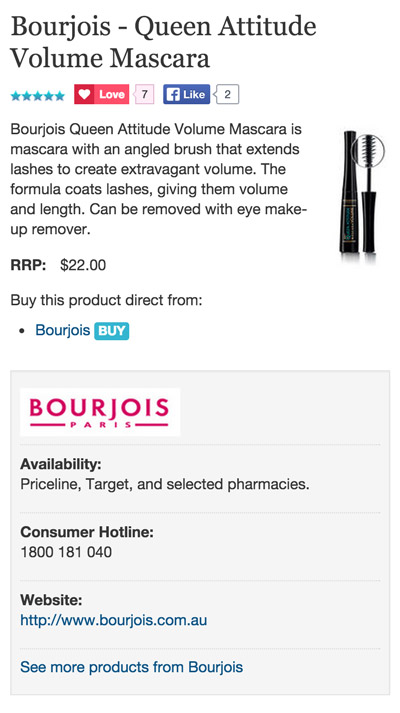 Bourjois - Queen Attitude
Volume Mascara
Love 7 Like 2
Bourjois Queen Attitude Volume Mascara is
mascara with an angled brush that extends
lashes to create extravagant volume. The
formula coats lashes, giving them volume
and length. Can be removed with eye make-
up remover.
RRP: $22.00
Buy this product direct from:
• Bourjois BUY
BOURJOIS
PARIS
Availability:
Priceline, Target, and selected pharmacies.
Consumer Hotline:
1800 181 040
Website:
http://www.bourjois.com.au
See more products from Bourjois